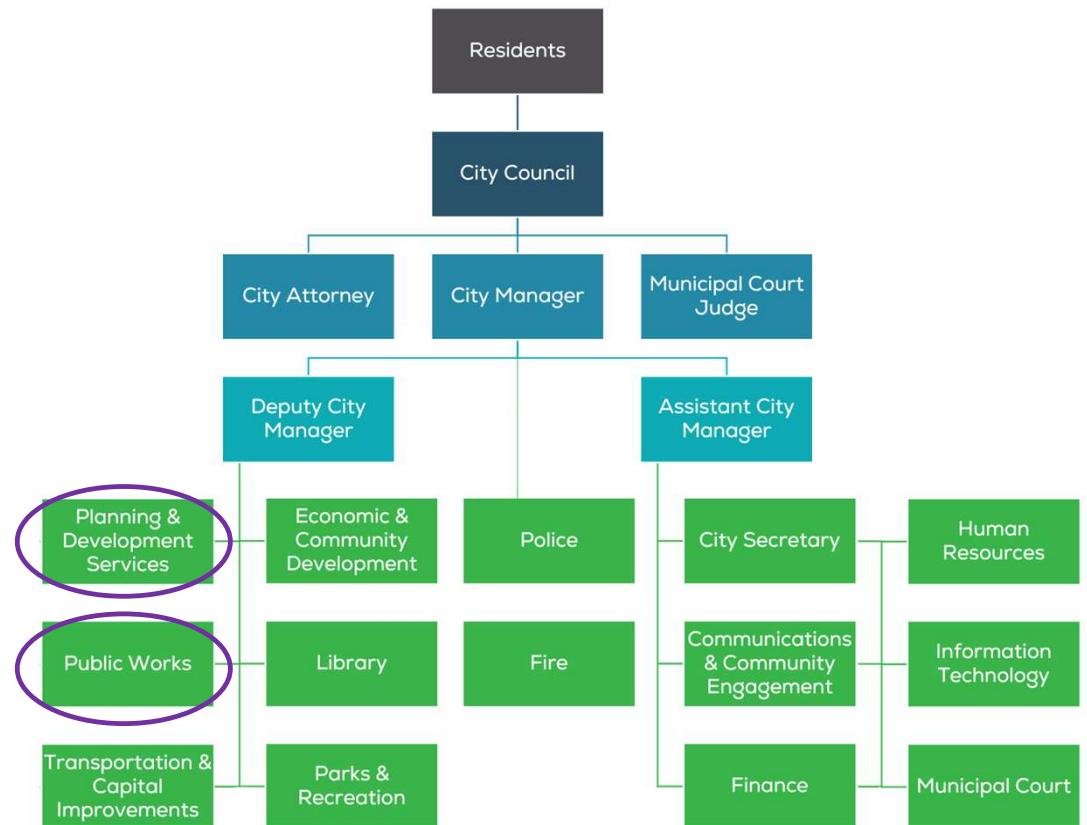 Residents
City Council
City Attorney
City Manager
Municipal Court
Judge
Deputy City
Manager
Assistant City
Manager
Planning &
Development
Services
Economic &
Community
Development
Police
City Secretary
Human
Resources
Public Works
Library
Fire
Communications
& Community
Engagement
Information
Technology
Transportation &
Capital
Improvements
Parks &
Recreation
Finance
Municipal Court